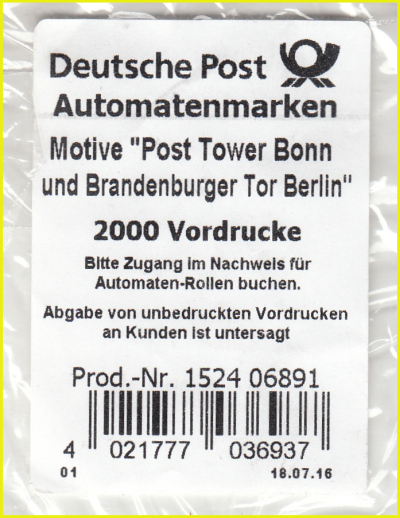 Deutsche Post
Automatenmarken
Motive "Post Tower Bonn
und Brandenburger Tor Berlin"
2000 Vordrucke
Bitte Zugang im Nachweis für
Automaten-Rollen buchen.
Abgabe von unbedruckten Vordrucken
an Kunden ist untersagt
Prod.-Nr. 1524 06891
4 021777 036937
01 18.07.16